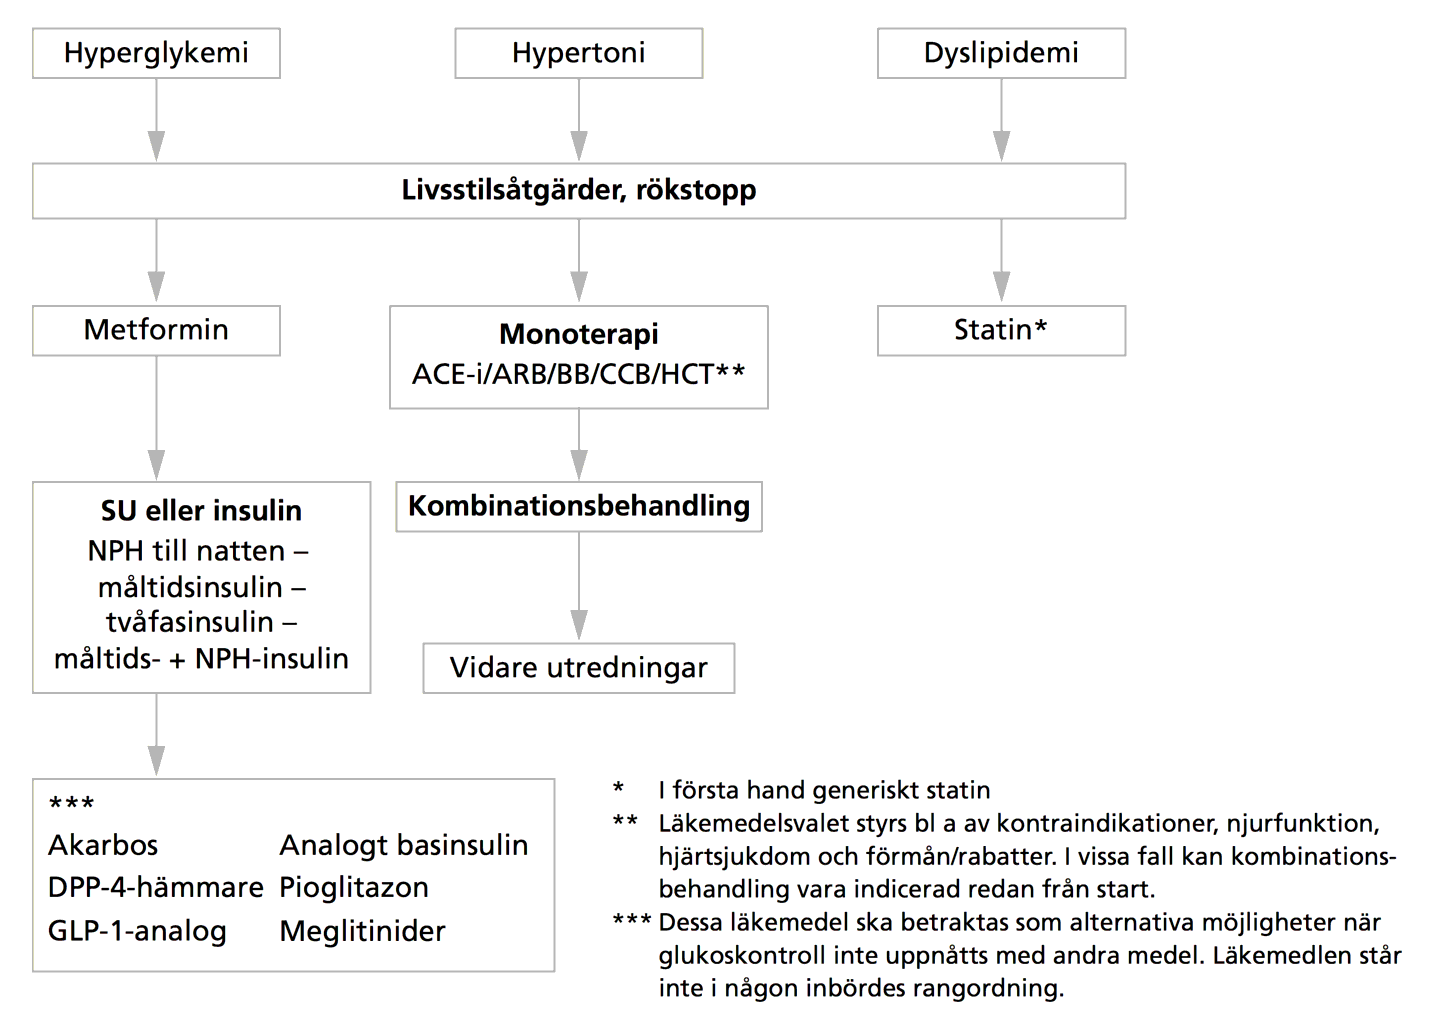 Hyperglykemi
Hypertoni
Dyslipidemi
Livsstilsåtgärder, rökstopp
Metformin
Monoterapi
ACE-i/ARB/BB/CCB/HCT**
Statin*
SU eller insulin
NPH till natten –
måltidsinsulin –
tvåfasinsulin –
måltids- + NPH-insulin
Kombinationsbehandling
Vidare utredningar
***
Akarbos Analogt basinsulin
DPP-4-hämmare Pioglitazon
GLP-1-analog Meglitinider
* I första hand generiskt statin
** Läkemedelsvalet styrs bl a av kontraindikationer, njurfunktion,
hjärtsjukdom och förmån/rabatter. I vissa fall kan kombinations-
behandling vara indicerad redan från start.
*** Dessa läkemedel ska betraktas som alternativa möjligheter när
glukoskontroll inte uppnåtts med andra medel. Läkemedlen står
inte i någon inbördes rangordning.